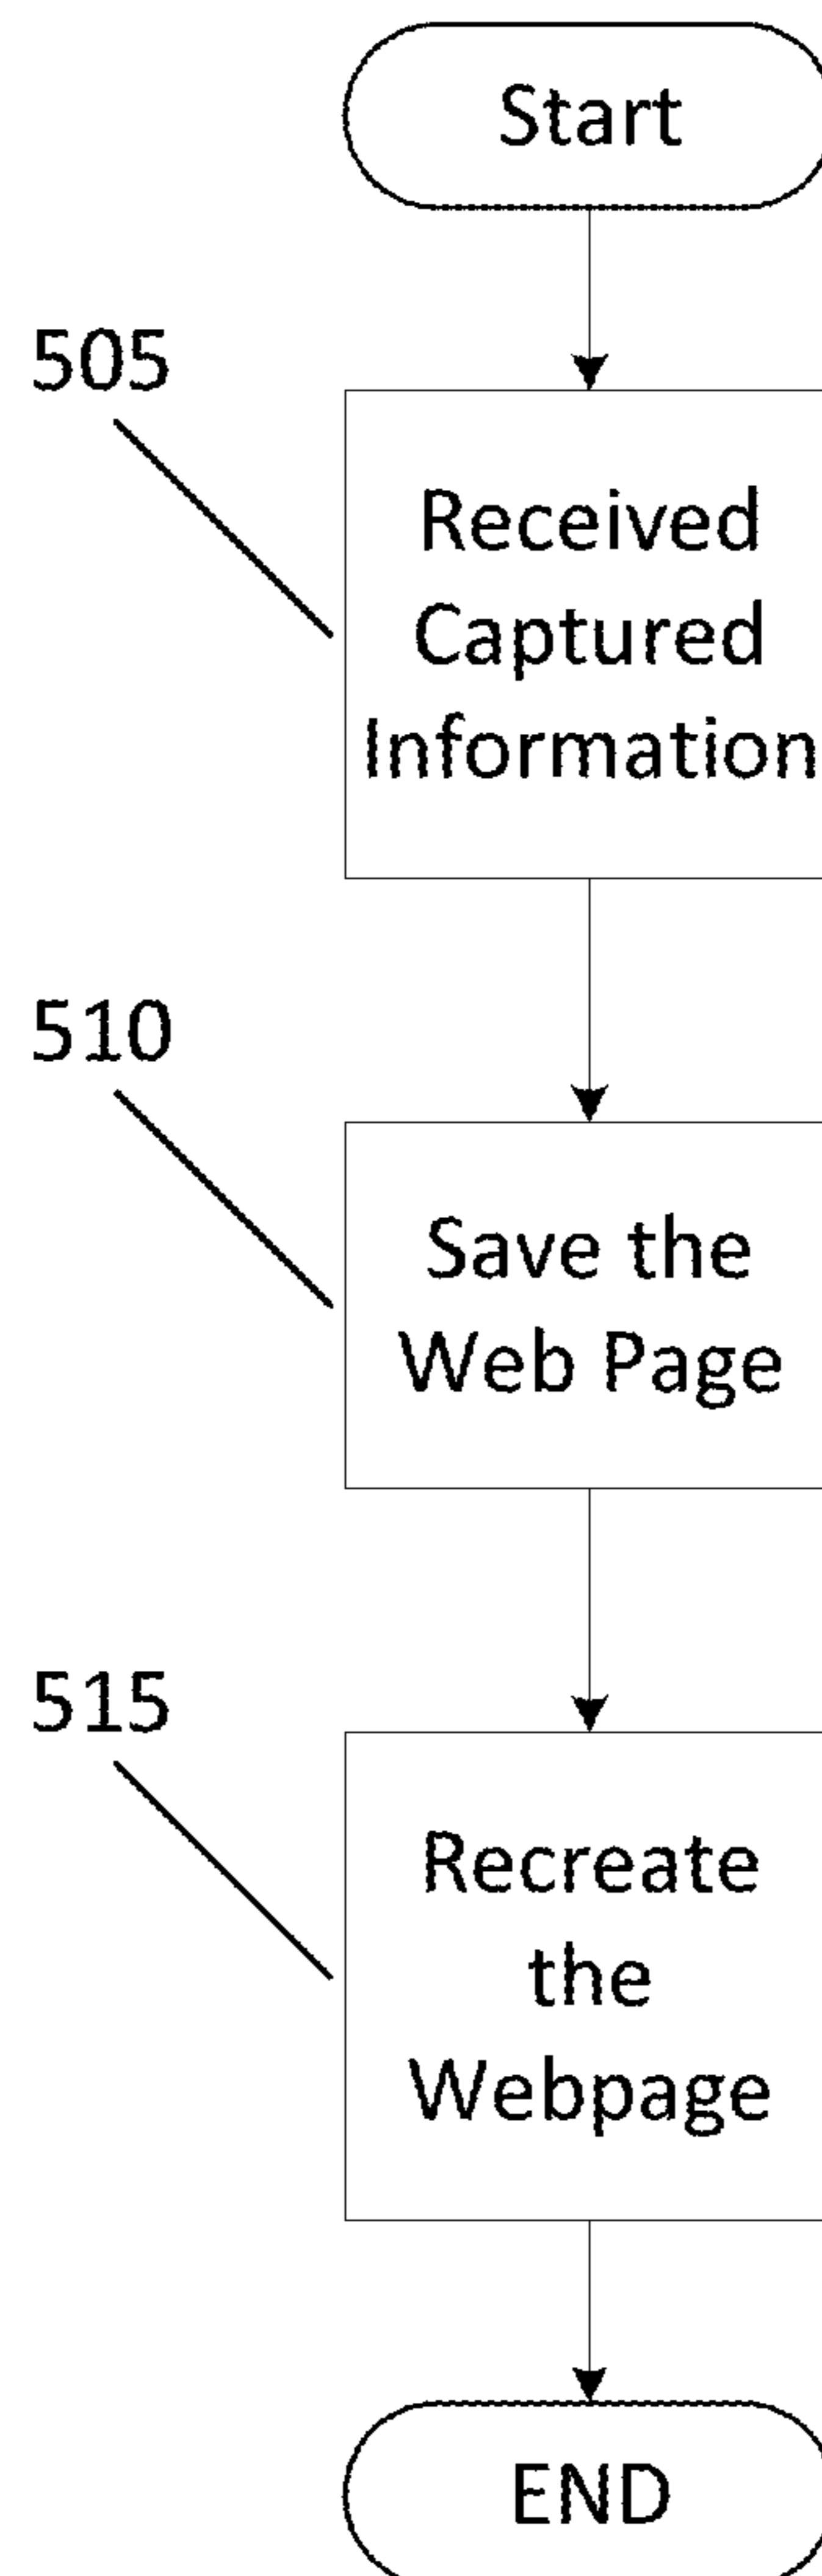 Start
505
Received
Captured
Information
510
Save the
Web Page
515
Recreate
the
Webpage
END